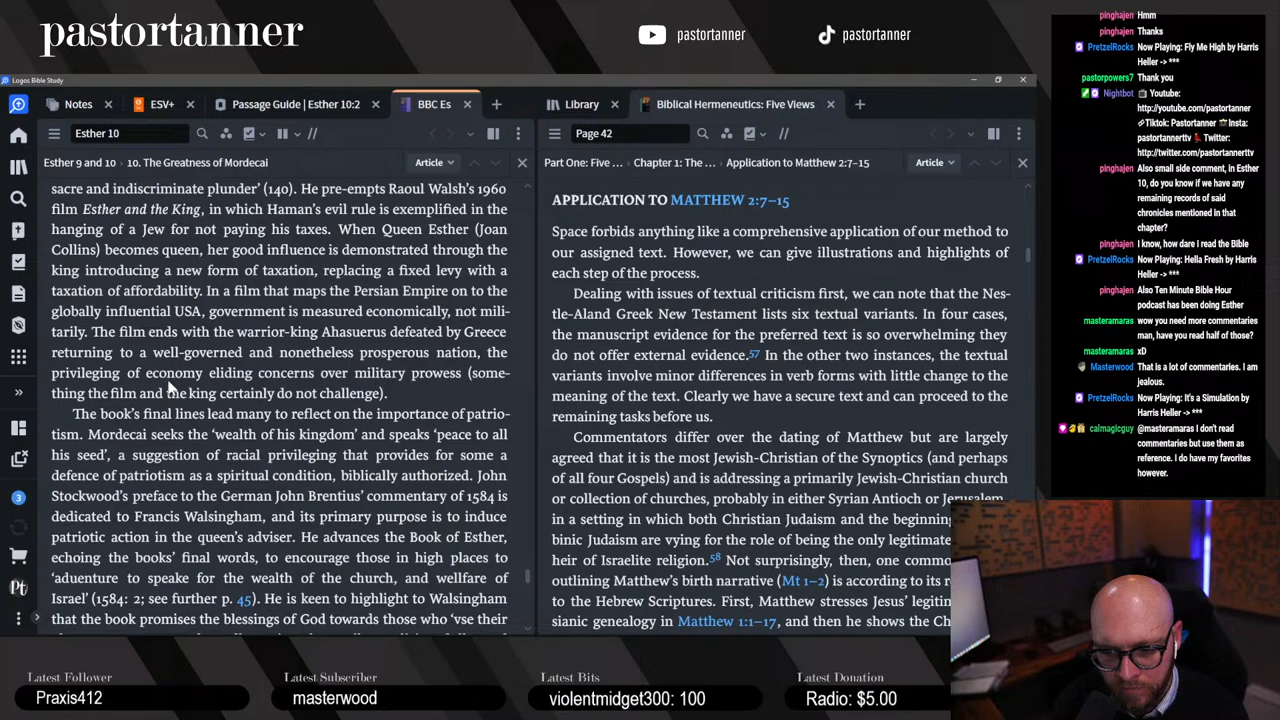 pastortanner
pastortanner
pastortanner
Logos Bible Study
Notes
ESV+
Passage Guide | Esther 10:2
BBC Es
Library
Biblical Hermeneutics: Five Views
Esther 10
Page 42
Esther 9 and 10 › 10. The Greatness of Mordecai
Article
Part One: Five … › Chapter 1: The … › Application to Matthew 2:7–15
Article
sacre and indiscriminate plunder’ (140). He pre-empts Raoul Walsh’s 1960
film Esther and the King, in which Haman’s evil rule is exemplified in the
hanging of a Jew for not paying his taxes. When Queen Esther (Joan
Collins) becomes queen, her good influence is demonstrated through the
king introducing a new form of taxation, replacing a fixed levy with a
taxation of affordability. In a film that maps the Persian Empire on to the
globally influential USA, government is measured economically, not mili-
tarily. The film ends with the warrior-king Ahasuerus defeated by Greece
returning to a well-governed and nonetheless prosperous nation, the
privileging of economy eliding concerns over military prowess (some-
thing the film and the king certainly do not challenge).
The book’s final lines lead many to reflect on the importance of patrio-
tism. Mordecai seeks the ‘wealth of his kingdom’ and speaks ‘peace to all
his seed’, a suggestion of racial privileging that provides for some a
defence of patriotism as a spiritual condition, biblically authorized. John
Stockwood’s preface to the German John Brentius’ commentary of 1584 is
dedicated to Francis Walsingham, and its primary purpose is to induce
patriotic action in the queen’s adviser. He advances the Book of Esther,
echoing the books’ final words, to encourage those in high places to
‘aduenture to speake for the wealth of the church, and wellfare of
Israel’ (1584: 2; see further p. 45). He is keen to highlight to Walsingham
that the book promises the blessings of God towards those who ‘vse their
APPLICATION TO MATTHEW 2:7–15
Space forbids anything like a comprehensive application of our method to
our assigned text. However, we can give illustrations and highlights of
each step of the process.
Dealing with issues of textual criticism first, we can note that the Nes-
tle-Aland Greek New Testament lists six textual variants. In four cases,
the manuscript evidence for the preferred text is so overwhelming they
do not offer external evidence.57 In the other two instances, the textual
variants involve minor differences in verb forms with little change to the
meaning of the text. Clearly we have a secure text and can proceed to the
remaining tasks before us.
Commentators differ over the dating of Matthew but are largely
agreed that it is the most Jewish-Christian of the Synoptics (and perhaps
of all four Gospels) and is addressing a primarily Jewish-Christian church
or collection of churches, probably in either Syrian Antioch or Jerusalem,
in a setting in which both Christian Judaism and the beginning
binic Judaism are vying for the role of being the only legitimate
heir of Israelite religion.58 Not surprisingly, then, one commo
outlining Matthew’s birth narrative (Mt 1–2) is according to its r
to the Hebrew Scriptures. First, Matthew stresses Jesus’ legitin
sianic genealogy in Matthew 1:1–17, and then he shows the Ch
3
Pt
pinghajen Hmm
pinghajen Thanks
PretzelRocks Now Playing: Fly Me High by Harris
Heller -> ***
pastorpowers7 Thank you
Nightbot Youtube:
http://youtube.com/pastortanner
Tiktok: Pastortanner Insta:
pastortannerttv Twitter:
http://twitter.com/pastortannerttv
pinghajen Also small side comment, in Esther
10, do you know if we have any
remaining records of said
chronicles mentioned in that
chapter?
pinghajen I know, how dare I read the Bible
PretzelRocks Now Playing: Hella Fresh by Harris
Heller -> ***
pinghajen Also Ten Minute Bible Hour
podcast has been doing Esther
masteramaras wow you need more commentaries
man, have you read half of those?
masteramaras xD
Masterwood That is a lot of commentaries. I am
jealous.
PretzelRocks Now Playing: It's a Simulation by
Harris Heller -> ***
calmagicguy @masteramaras I don't read
commentaries but use them as
reference. I do have my favorites
however.
Latest Follower
Praxis412
Latest Subscriber
masterwood
Latest Bits
violentmidget300: 100
Latest Donation
Radio: $5.00